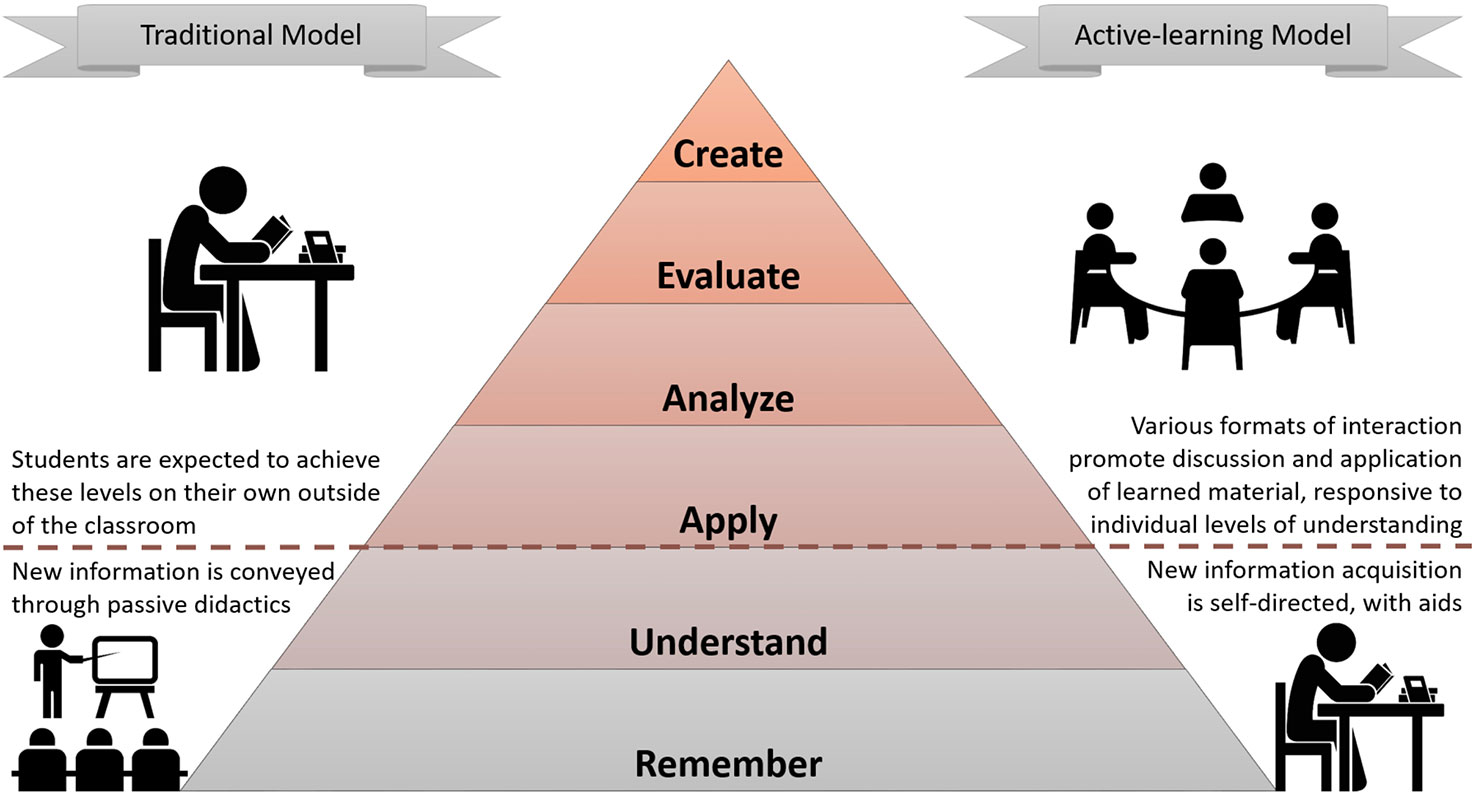 Traditional Model
Active-learning Model
Create
Evaluate
Analyze
Apply
Understand
Remember
Students are expected to achieve
these levels on their own outside
of the classroom
New information is conveyed
through passive didactics
Various formats of interaction
promote discussion and application
of learned material, responsive to
individual levels of understanding
New information acquisition
is self-directed, with aids